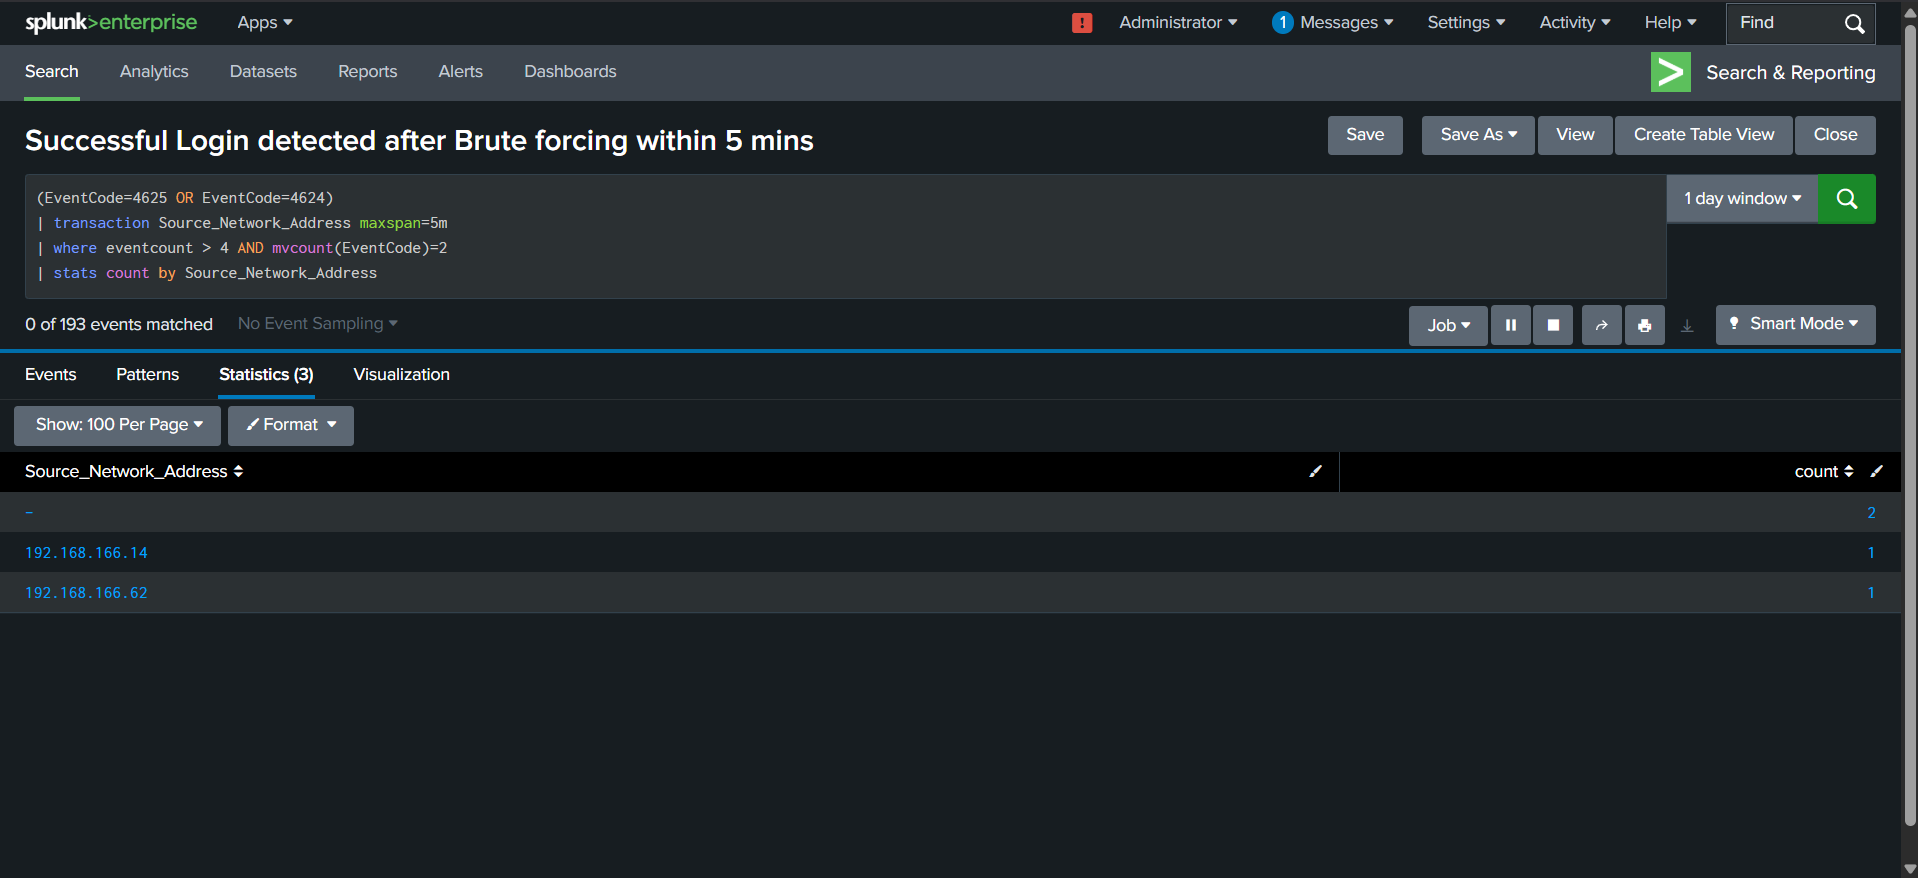 splunk>enterprise Apps Administrator 1 Messages Settings Activity Help Find
Search Analytics Datasets Reports Alerts Dashboards Search & Reporting
Successful Login detected after Brute forcing within 5 mins Save Save As View Create Table View Close
(EventCode=4625 OR EventCode=4624)
| transaction Source_Network_Address maxspan=5m
| where eventcount > 4 AND mvcount(EventCode)=2
| stats count by Source_Network_Address
1 day window
0 of 193 events matched No Event Sampling Job Smart Mode
Events Patterns Statistics (3) Visualization
Show: 100 Per Page Format
Source_Network_Address count
- 2
192.168.166.14 1
192.168.166.62 1